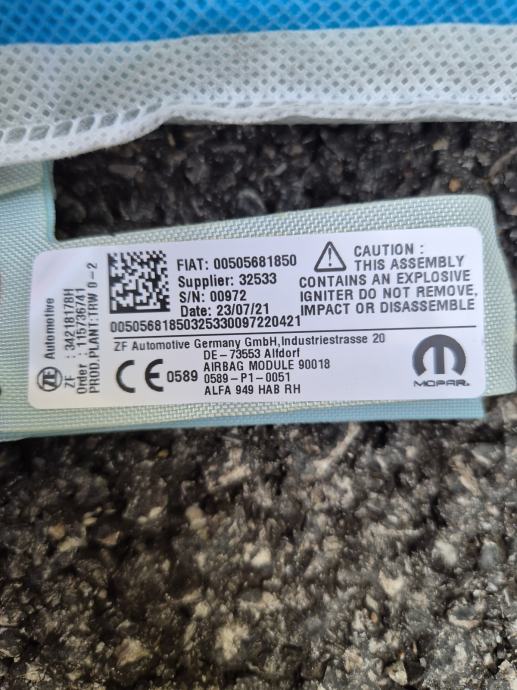 ZF Automotive
ZF : 34218178H
Order : 115736741
PROD.PLANT:TRW 0-2
FIAT: 00505681850
Supplier: 32533
S/N: 00972
Date: 23/07/21
00505681850325330097220421
CAUTION :
THIS ASSEMBLY
CONTAINS AN EXPLOSIVE
IGNITER DO NOT REMOVE,
IMPACT OR DISASSEMBLE
ZF Automotive Germany GmbH,Industriestrasse 20
DE-73553 Alfdorf
AIRBAG MODULE 90018
CE 0589
0589-P1-0051
ALFA 949 HAB RH
MOPAR